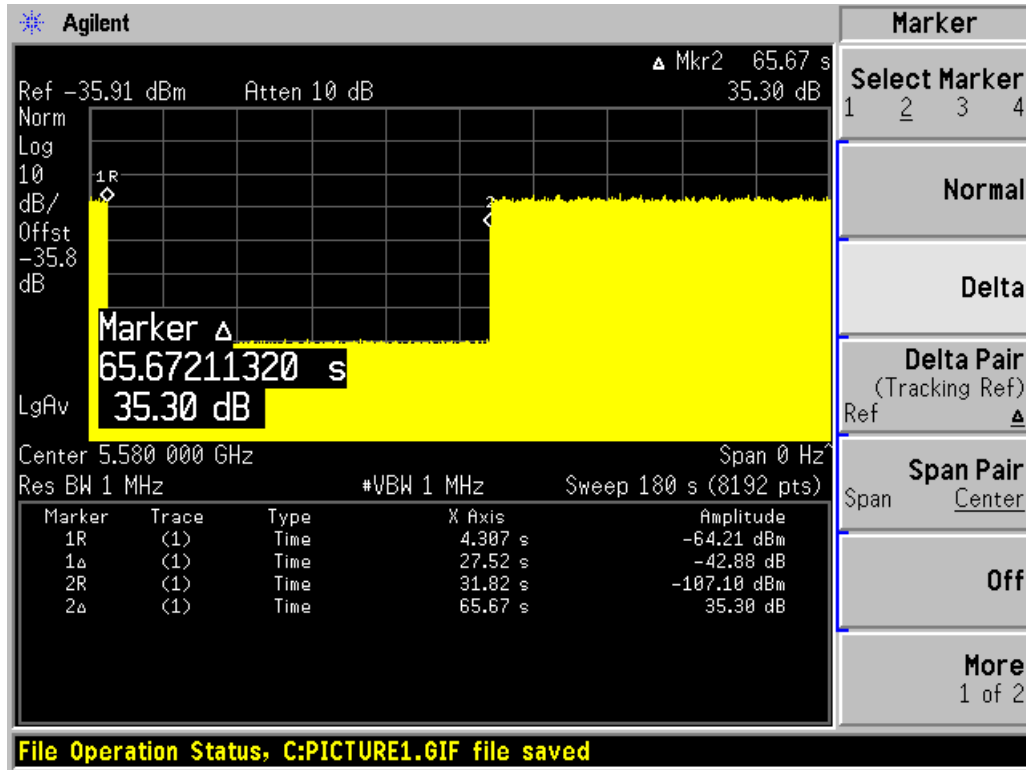 Agilent
Marker
Δ Mkr2 65.67 s
Ref -35.91 dBm Atten 10 dB 35.30 dB
Norm
Log
10
dB/
Offst
-35.8
dB
1R
2
Marker Δ
65.67211320 s
35.30 dB
LgAv
Center 5.580 000 GHz Span 0 Hz^
Res BW 1 MHz #VBW 1 MHz Sweep 180 s (8192 pts)
Marker Trace Type X Axis Amplitude
1R (1) Time 4.307 s -64.21 dBm
1Δ (1) Time 27.52 s -42.88 dB
2R (1) Time 31.82 s -107.10 dBm
2Δ (1) Time 65.67 s 35.30 dB
Select Marker
1 2 3 4
Normal
Delta
Delta Pair
(Tracking Ref)
Ref Δ
Span Pair
Span Center
Off
More
1 of 2
File Operation Status, C:PICTURE1.GIF file saved